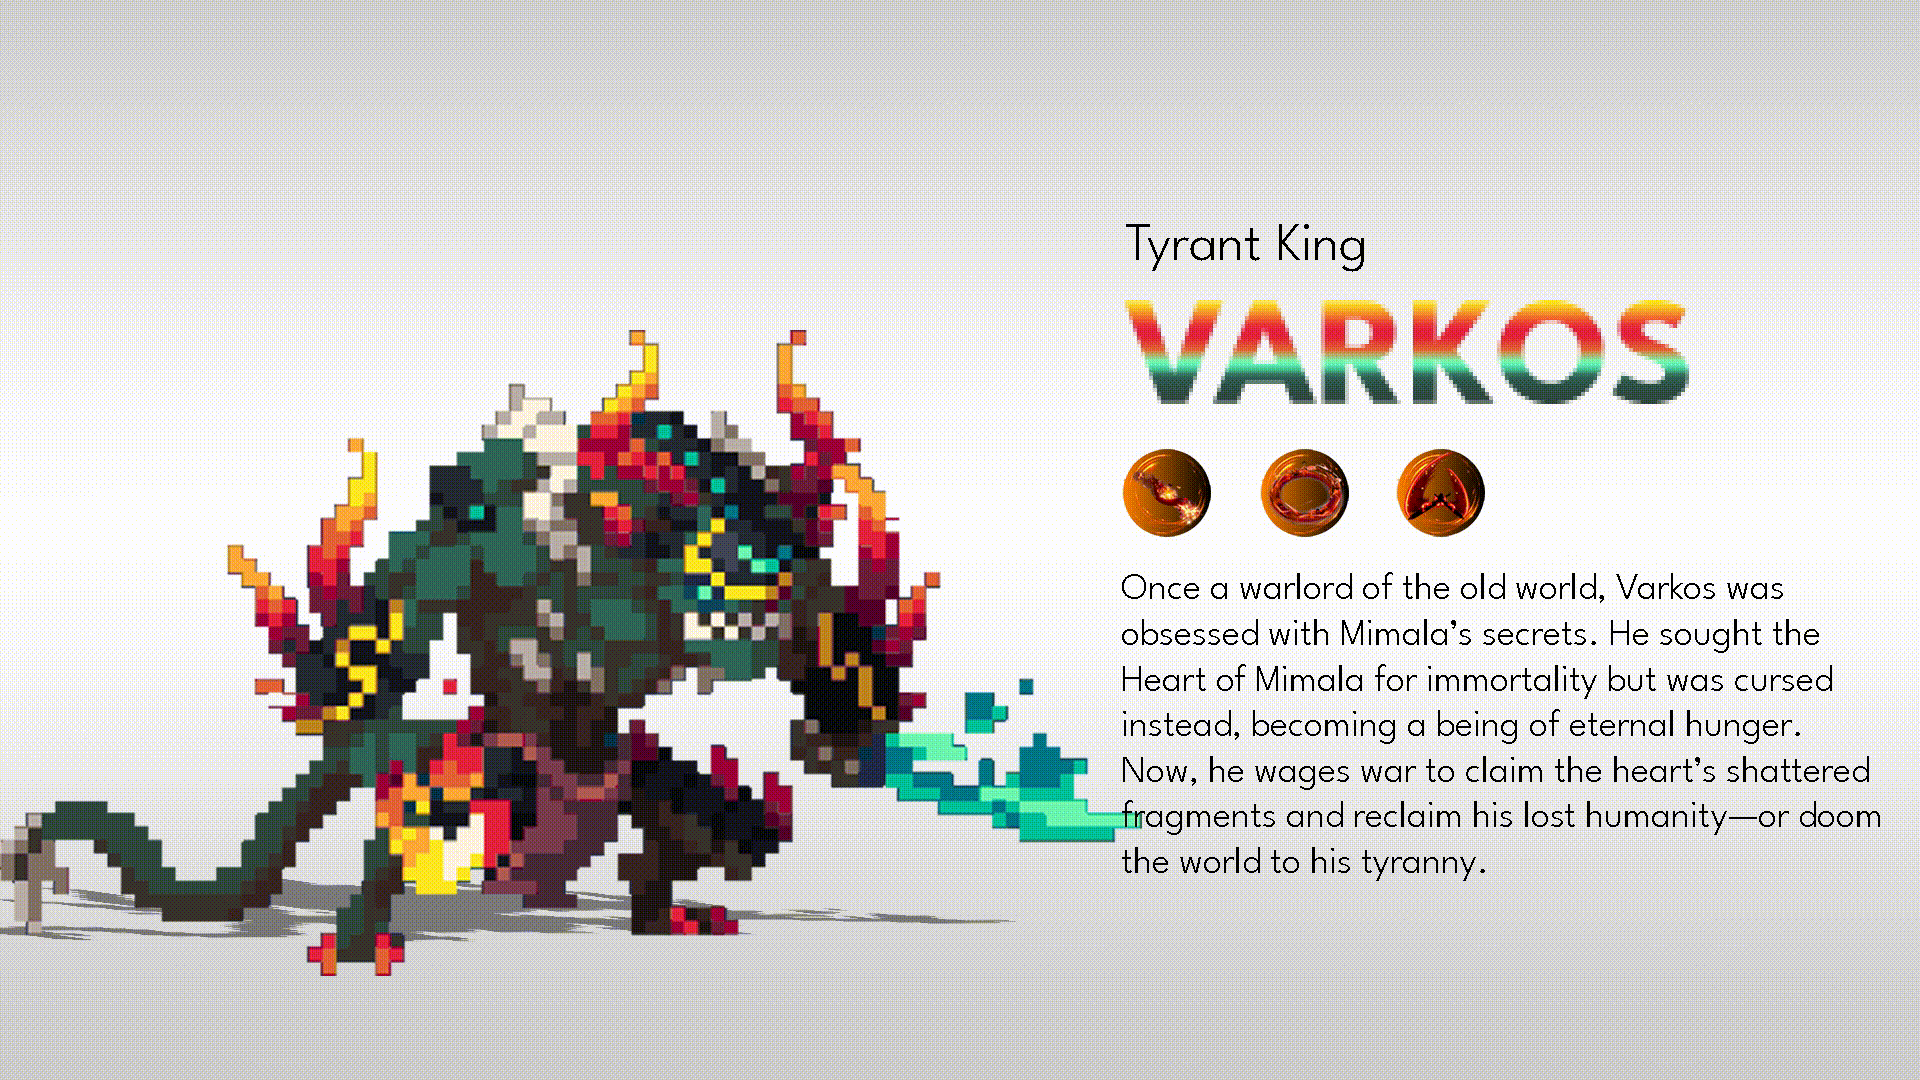 Tyrant King
VARKOS
Once a warlord of the old world, Varkos was
obsessed with Mimala’s secrets. He sought the
Heart of Mimala for immortality but was cursed
instead, becoming a being of eternal hunger.
Now, he wages war to claim the heart’s shattered
fragments and reclaim his lost humanity—or doom
the world to his tyranny.